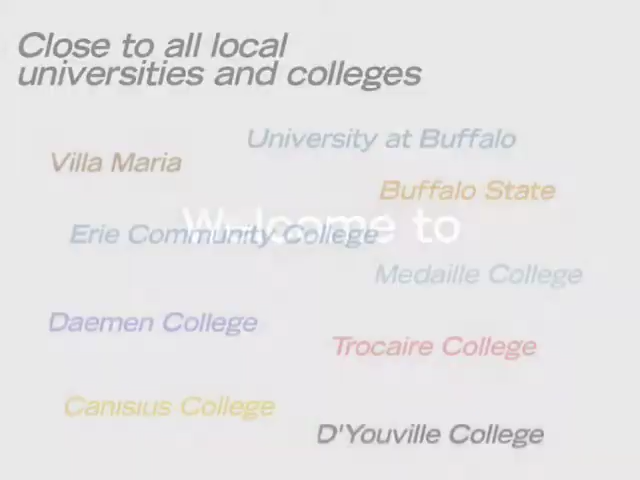 Close to all local
universities and colleges
University at Buffalo
Villa Maria
Buffalo State
Welcome to
Erie Community College
Medaille College
Daemen College
Trocaire College
Canisius College
D'Youville College